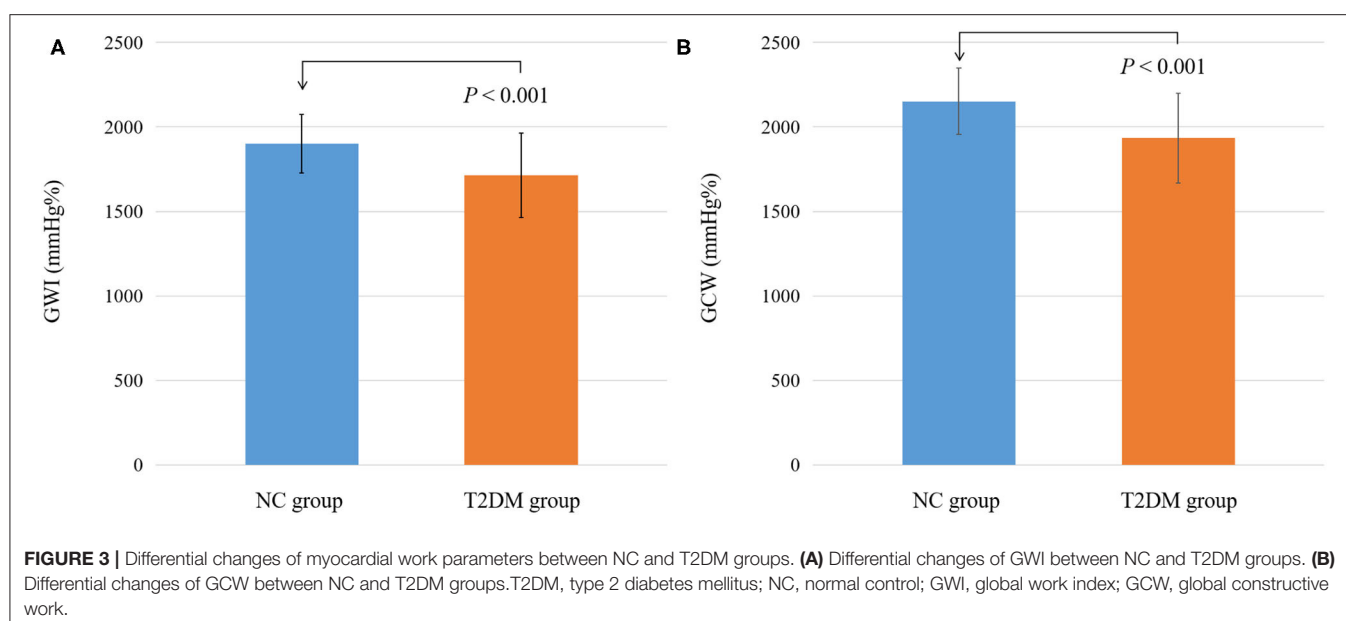 A
2500
2000
1500
1000
500
0
GWI (mmHg%)
P < 0.001
NC group
T2DM group
B
2500
2000
1500
1000
500
0
GCW (mmHg%)
P < 0.001
NC group
T2DM group
FIGURE 3 | Differential changes of myocardial work parameters between NC and T2DM groups. (A) Differential changes of GWI between NC and T2DM groups. (B)
Differential changes of GCW between NC and T2DM groups.T2DM, type 2 diabetes mellitus; NC, normal control; GWI, global work index; GCW, global constructive
work.